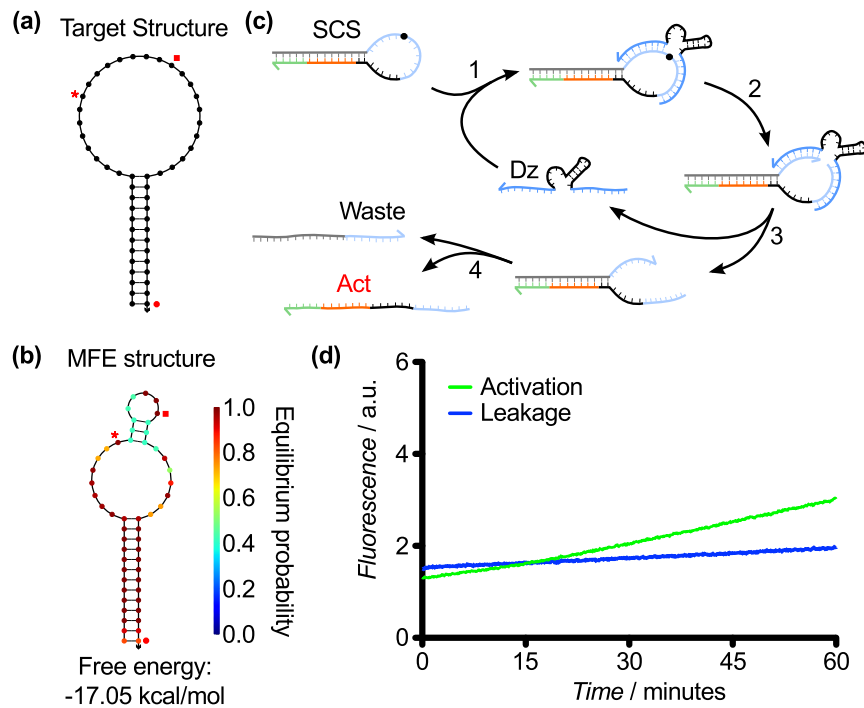 (a)
Target Structure
*
(b)
MFE structure
*
1.0
0.8
0.6
0.4
0.2
0.0
Equilibrium probability
Free energy:
-17.05 kcal/mol
(c)
SCS
1
2
Dz
3
Waste
4
Act
(d)
Fluorescence / a.u.
6
4
2
0
Activation
Leakage
0 15 30 45 60
Time / minutes